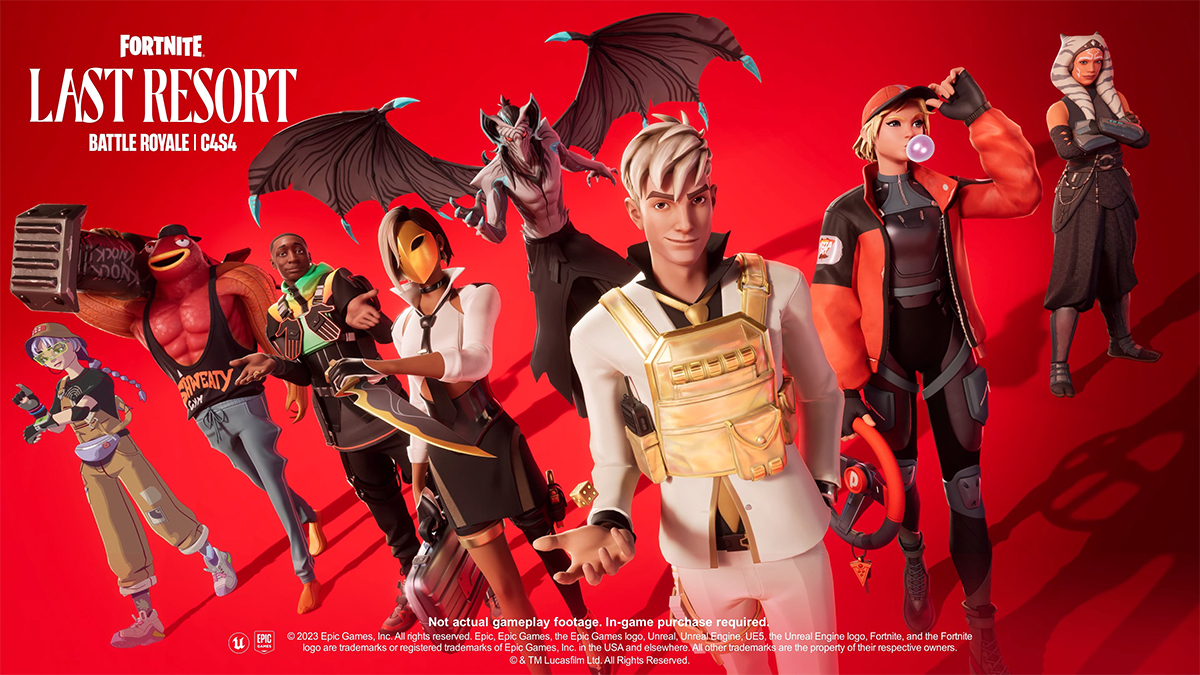 FORTNITE
LAST RESORT
BATTLE ROYALE | C4S4
KNOCK
KNOCK
SWEATY
Not actual gameplay footage. In-game purchase required.
EPIC
GAMES
© 2023 Epic Games, Inc. All rights reserved. Epic, Epic Games, the Epic Games logo, Unreal, Unreal Engine, UE5, the Unreal Engine logo, Fortnite, and the Fortnite
logo are trademarks or registered trademarks of Epic Games, Inc. in the USA and elsewhere. All other trademarks are the property of their respective owners.
© & TM Lucasfilm Ltd. All Rights Reserved.